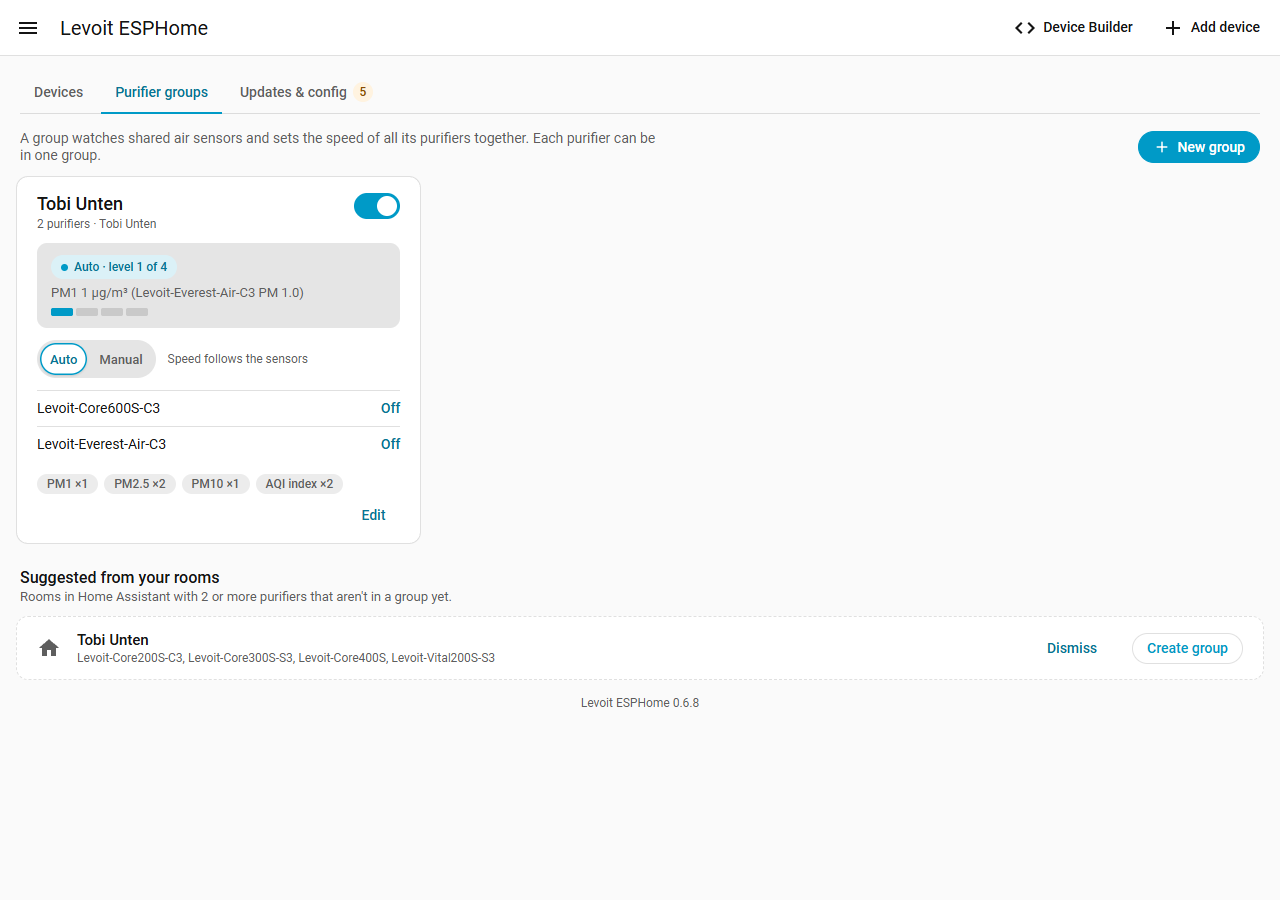 Levoit ESPHome
Device Builder
Add device
Devices
Purifier groups
Updates & config 5
A group watches shared air sensors and sets the speed of all its purifiers together. Each purifier can be
in one group.
New group
Tobi Unten
2 purifiers · Tobi Unten
Auto · level 1 of 4
PM1 1 µg/m³ (Levoit-Everest-Air-C3 PM 1.0)
Auto
Manual
Speed follows the sensors
Levoit-Core600S-C3
Off
Levoit-Everest-Air-C3
Off
PM1 ×1
PM2.5 ×2
PM10 ×1
AQI index ×2
Edit
Suggested from your rooms
Rooms in Home Assistant with 2 or more purifiers that aren't in a group yet.
Tobi Unten
Levoit-Core200S-C3, Levoit-Core300S-S3, Levoit-Core400S, Levoit-Vital200S-S3
Dismiss
Create group
Levoit ESPHome 0.6.8